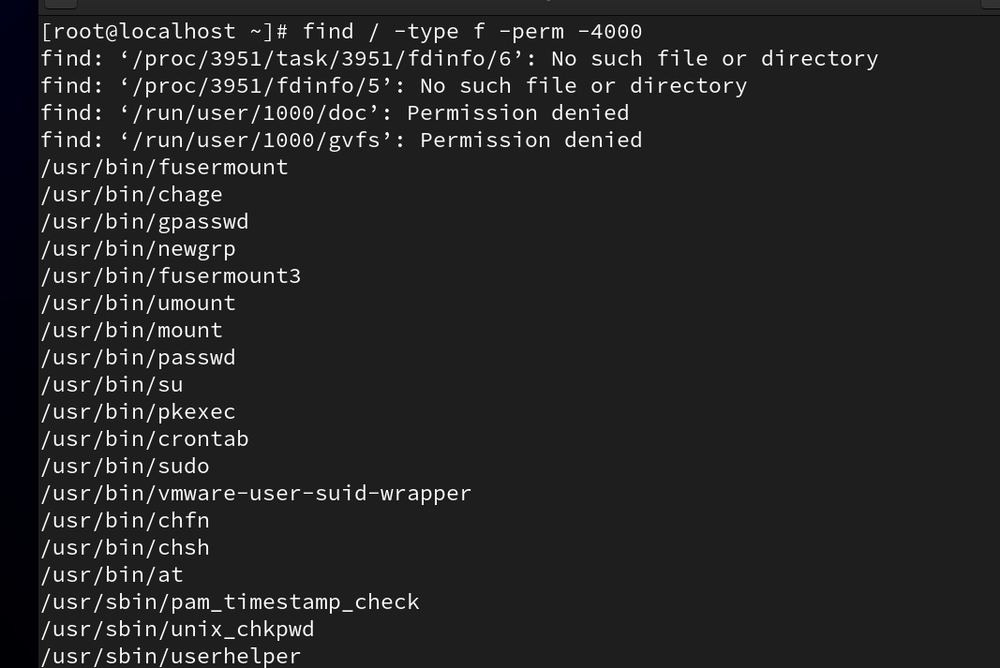 [root@localhost ~]# find / -type f -perm -4000
find: ‘/proc/3951/task/3951/fdinfo/6’: No such file or directory
find: ‘/proc/3951/fdinfo/5’: No such file or directory
find: ‘/run/user/1000/doc’: Permission denied
find: ‘/run/user/1000/gvfs’: Permission denied
/usr/bin/fusermount
/usr/bin/chage
/usr/bin/gpasswd
/usr/bin/newgrp
/usr/bin/fusermount3
/usr/bin/umount
/usr/bin/mount
/usr/bin/passwd
/usr/bin/su
/usr/bin/pkexec
/usr/bin/crontab
/usr/bin/sudo
/usr/bin/vmware-user-suid-wrapper
/usr/bin/chfn
/usr/bin/chsh
/usr/bin/at
/usr/sbin/pam_timestamp_check
/usr/sbin/unix_chkpwd
/usr/sbin/userhelper